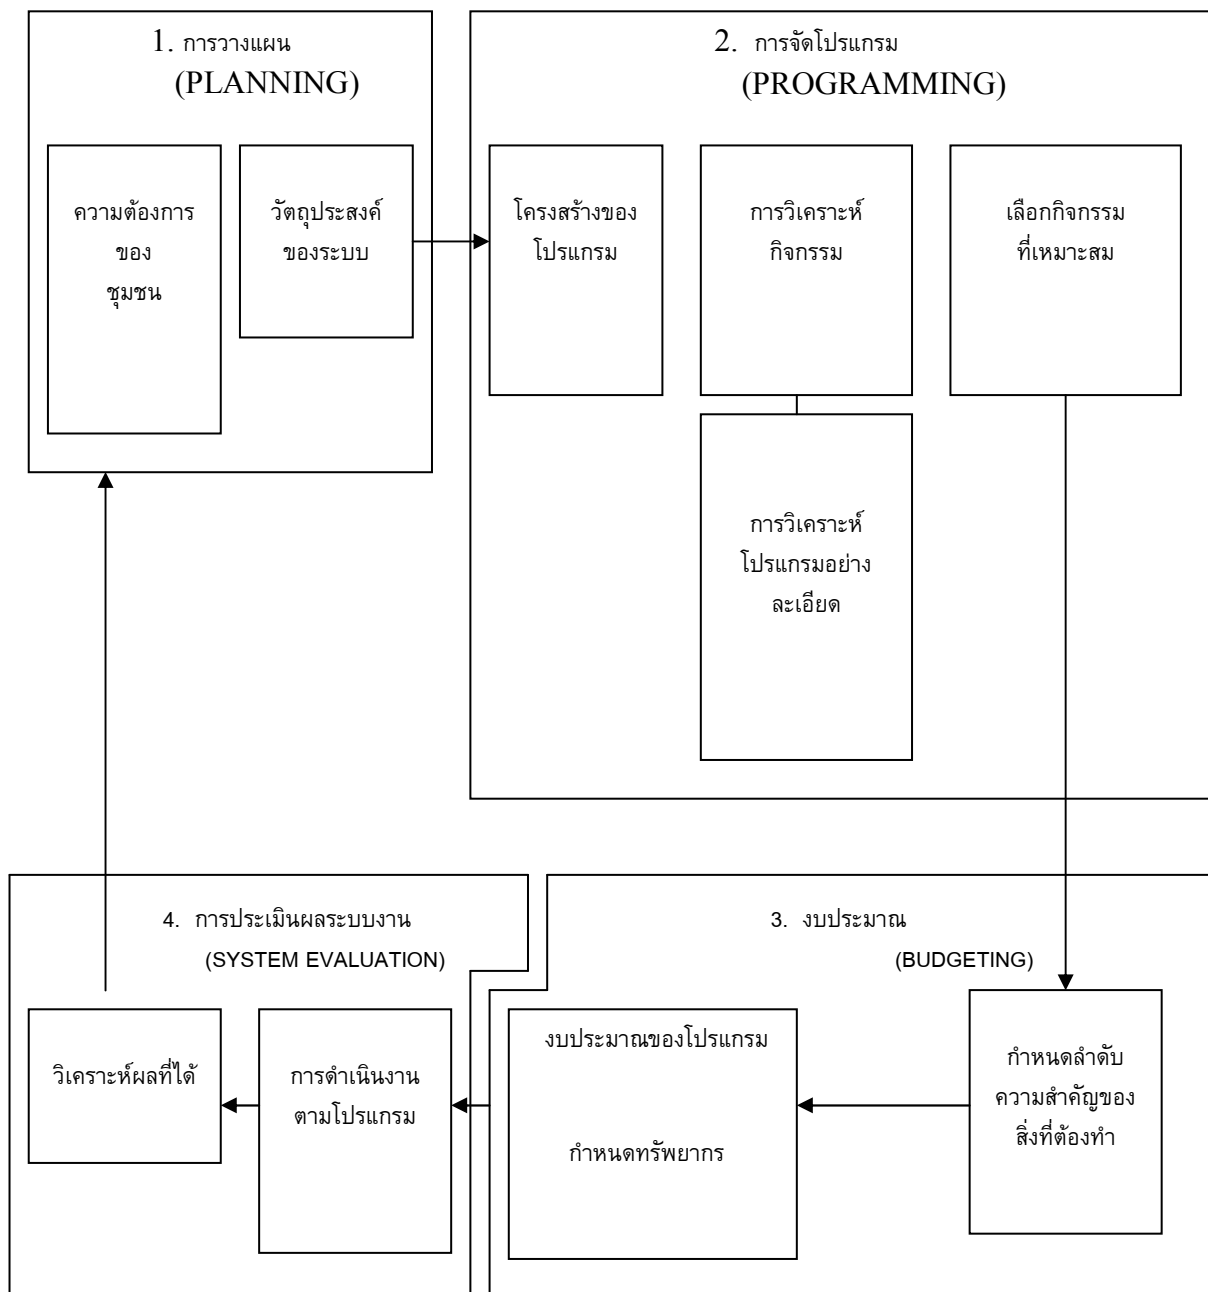 1. การวางแผน
(PLANNING)
ความต้องการ
ของ
ชุมชน
วัตถุประสงค์
ของระบบ
2. การจัดโปรแกรม
(PROGRAMMING)
โครงสร้างของ
โปรแกรม
การวิเคราะห์
กิจกรรม
เลือกกิจกรรม
ที่เหมาะสม
การวิเคราะห์
โปรแกรมอย่าง
ละเอียด
3. งบประมาณ
(BUDGETING)
กำหนดลำดับ
ความสำคัญของ
สิ่งที่ต้องทำ
งบประมาณของโปรแกรม
กำหนดทรัพยากร
4. การประเมินผลระบบงาน
(SYSTEM EVALUATION)
การดำเนินงาน
ตามโปรแกรม
วิเคราะห์ผลที่ได้